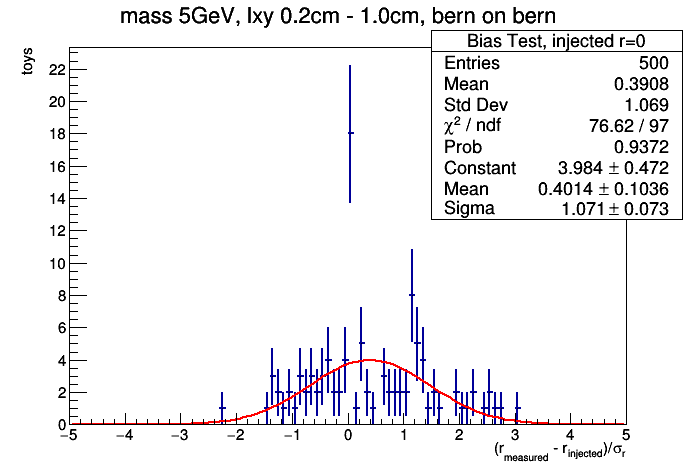 mass 5GeV, lxy 0.2cm - 1.0cm, bern on bern
Bias Test, injected r=0
Entries 500
Mean 0.3908
Std Dev 1.069
χ² / ndf 76.62 / 97
Prob 0.9372
Constant 3.984 ± 0.472
Mean 0.4014 ± 0.1036
Sigma 1.071 ± 0.073
toys
22
20
18
16
14
12
10
8
6
4
2
0
−5 −4 −3 −2 −1 0 1 2 3 4 5
(r_measured - r_injected)/σ_r